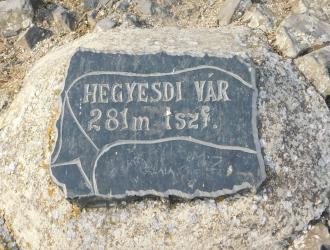 HEGYESDI VÁR
281m tszf.